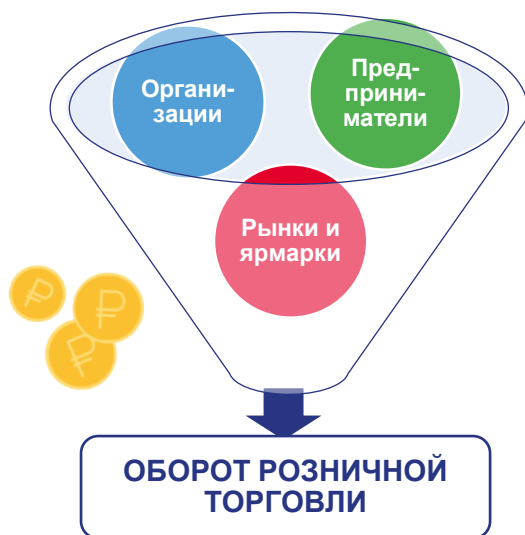 Органи-
зации
Пред-
прини-
матели
Рынки и
ярмарки
ОБОРОТ РОЗНИЧНОЙ
ТОРГОВЛИ